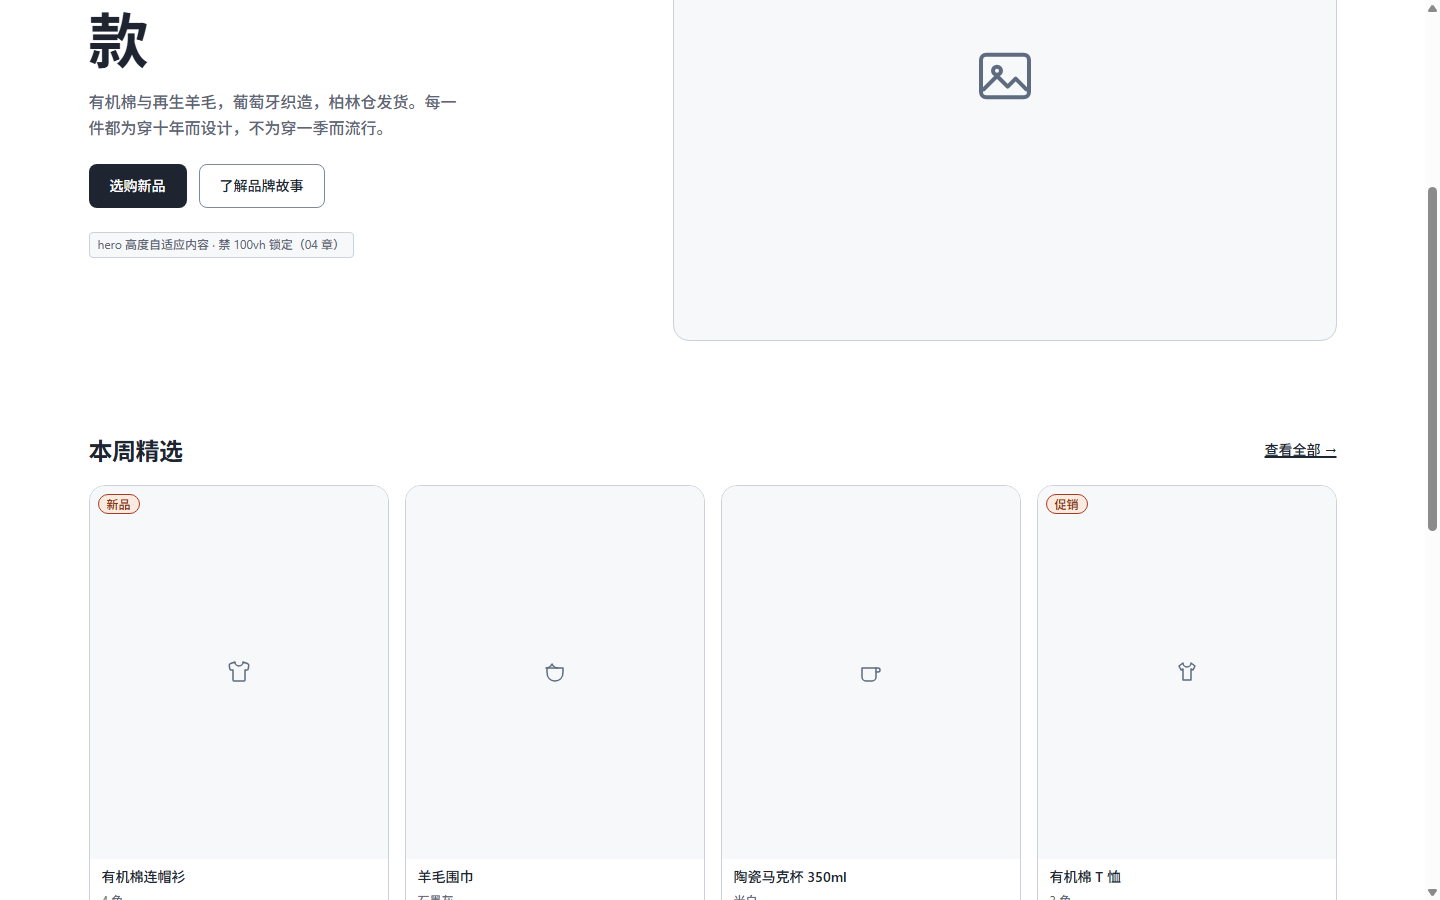 款
有机棉与再生羊毛，葡萄牙织造，柏林仓发货。每一
件都为穿十年而设计，不为穿一季而流行。
选购新品
了解品牌故事
hero 高度自适应内容 · 禁 100vh 锁定（04 章）
本周精选
查看全部 →
新品
促销
有机棉连帽衫
羊毛围巾
陶瓷马克杯 350ml
有机棉 T 恤